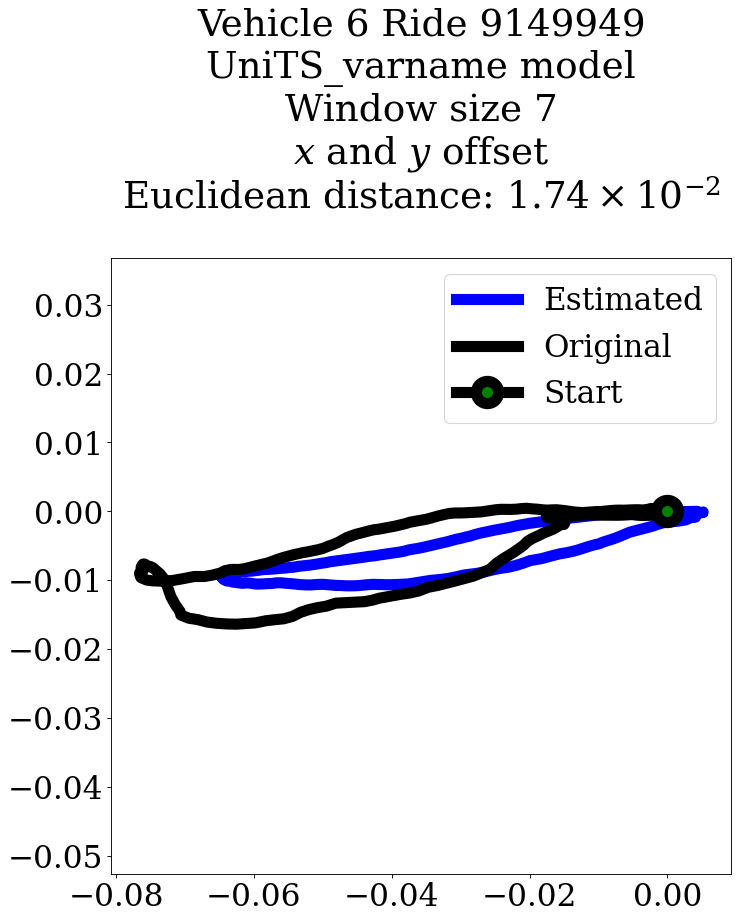 Vehicle 6 Ride 9149949
UniTS_varname model
Window size 7
x and y offset
Euclidean distance: 1.74 × 10⁻²
Estimated
Original
Start
0.03
0.02
0.01
0.00
−0.01
−0.02
−0.03
−0.04
−0.05
−0.08 −0.06 −0.04 −0.02 0.00